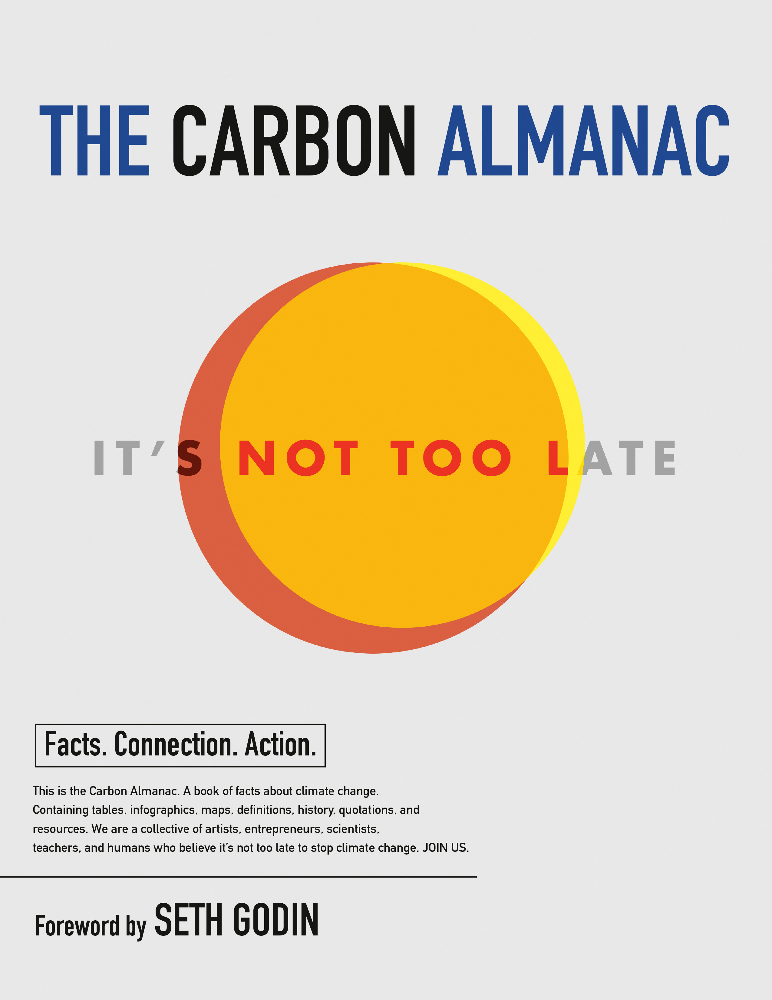 THE CARBON ALMANAC
IT’S NOT TOO LATE
Facts. Connection. Action.
This is the Carbon Almanac. A book of facts about climate change.
Containing tables, infographics, maps, definitions, history, quotations, and
resources. We are a collective of artists, entrepreneurs, scientists,
teachers, and humans who believe it’s not too late to stop climate change. JOIN US.
Foreword by SETH GODIN